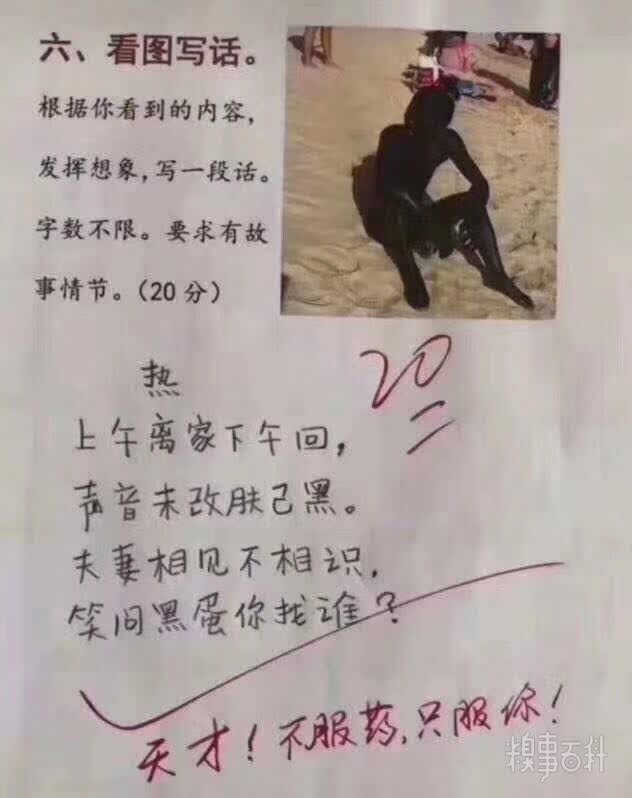 六、看图写话。
根据你看到的内容，
发挥想象，写一段话。
字数不限。要求有故
事情节。（20 分）
20
热
上午离家下午回，
声音未改肤己黑。
夫妻相见不相识，
笑问黑蛋你找谁？
天才！不服药，只服你！
糗事百科